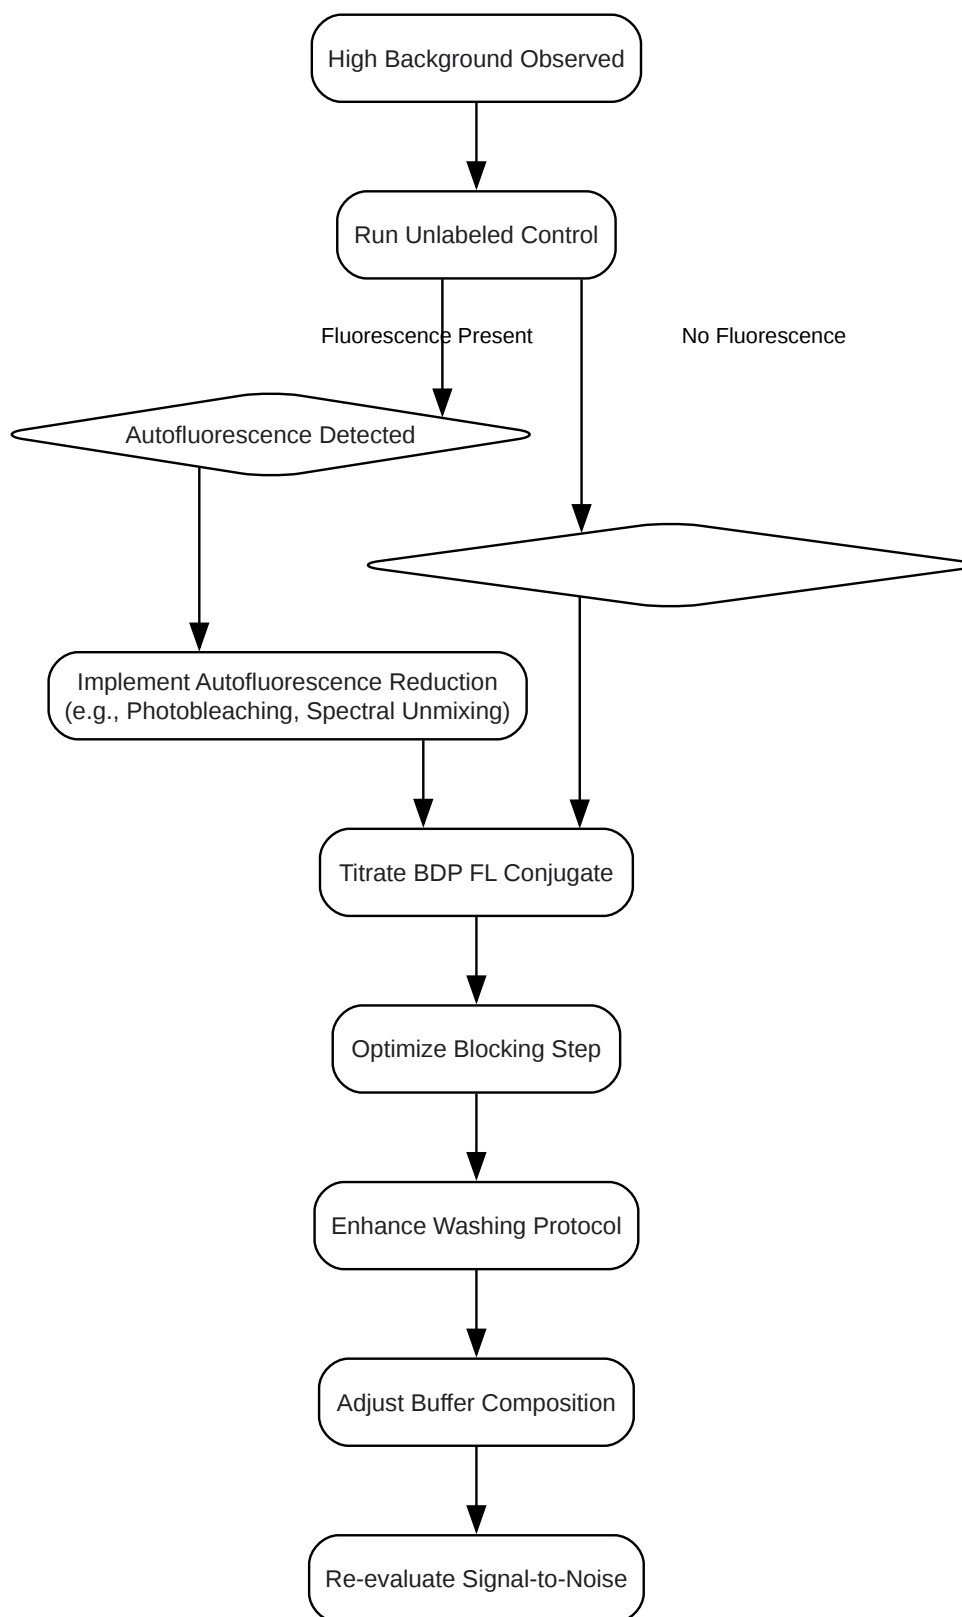 High Background Observed
Run Unlabeled Control
Fluorescence Present
No Fluorescence
Autofluorescence Detected
Implement Autofluorescence Reduction
(e.g., Photobleaching, Spectral Unmixing)
Titrate BDP FL Conjugate
Optimize Blocking Step
Enhance Washing Protocol
Adjust Buffer Composition
Re-evaluate Signal-to-Noise